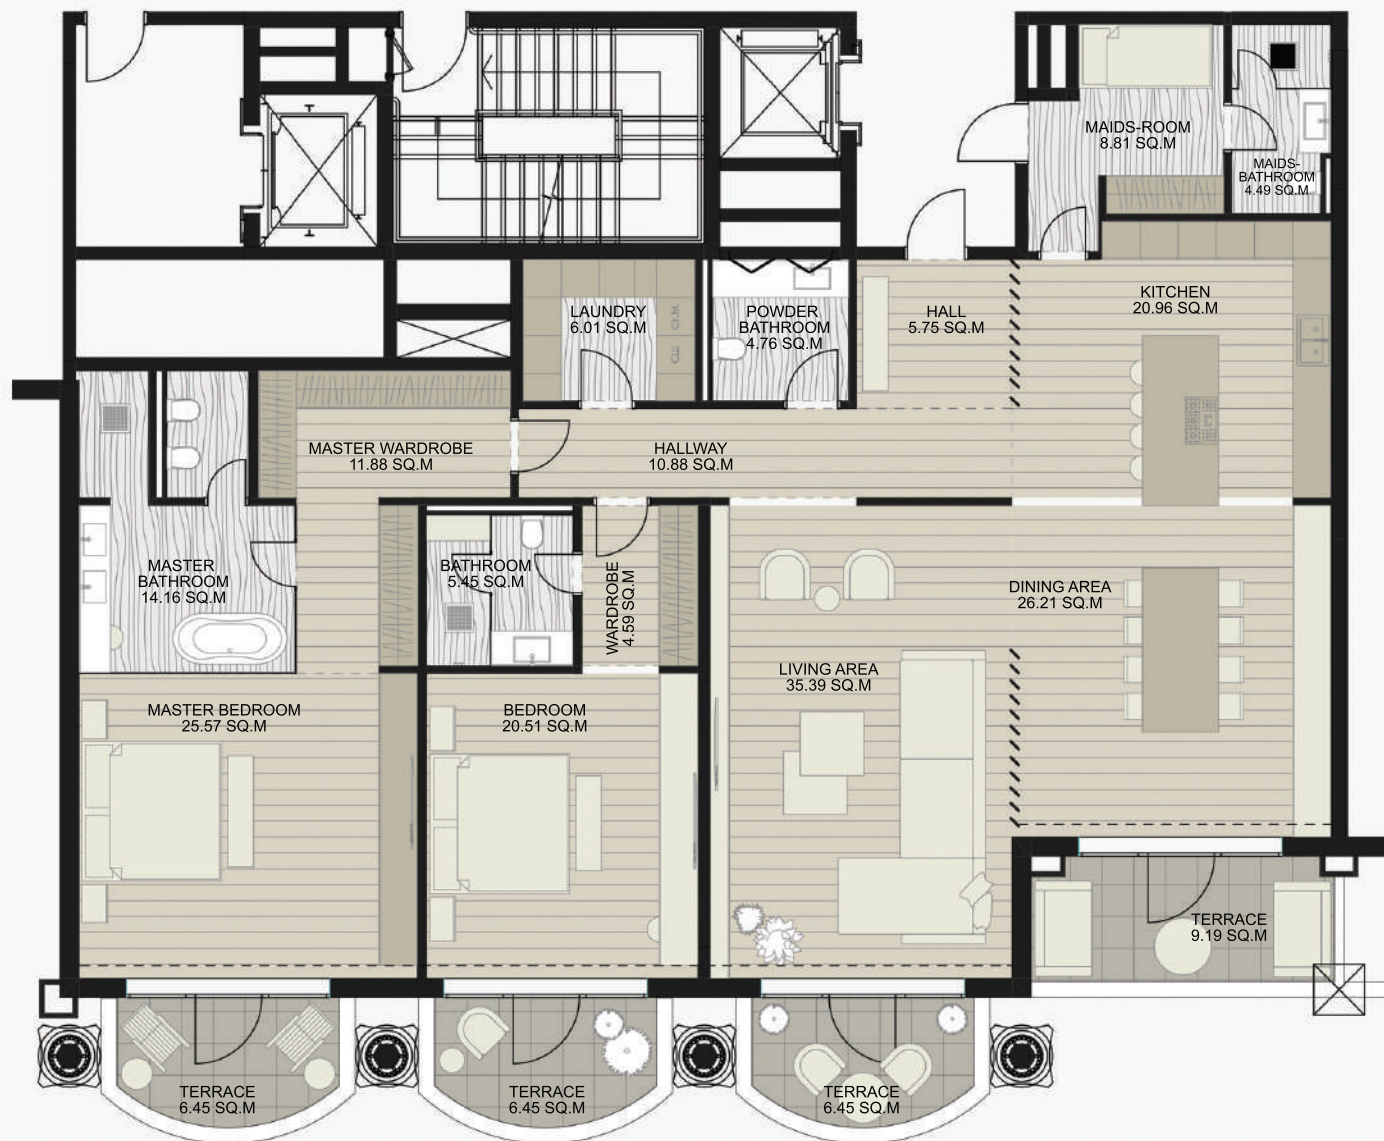 MAIDS-ROOM
8.81 SQ.M
MAIDS-
BATHROOM
4.49 SQ.M
KITCHEN
20.96 SQ.M
LAUNDRY
6.01 SQ.M
POWDER
BATHROOM
4.76 SQ.M
HALL
5.75 SQ.M
MASTER WARDROBE
11.88 SQ.M
HALLWAY
10.88 SQ.M
MASTER
BATHROOM
14.16 SQ.M
BATHROOM
5.45 SQ.M
WARDROBE
4.59 SQ.M
DINING AREA
26.21 SQ.M
LIVING AREA
35.39 SQ.M
MASTER BEDROOM
25.57 SQ.M
BEDROOM
20.51 SQ.M
TERRACE
9.19 SQ.M
TERRACE
6.45 SQ.M
TERRACE
6.45 SQ.M
TERRACE
6.45 SQ.M